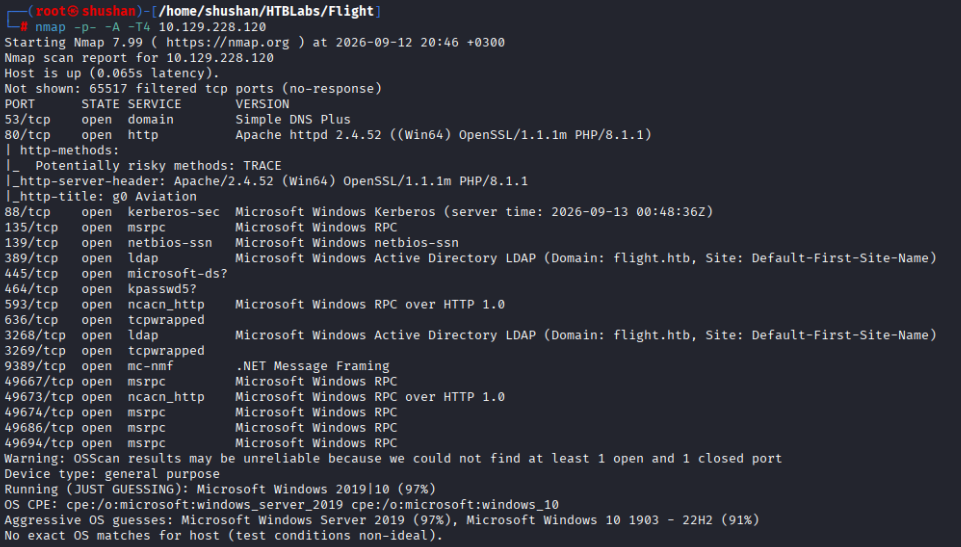 ┌──(root㉿shushan)-[/home/shushan/HTBLabs/Flight]
└─# nmap -p- -A -T4 10.129.228.120
Starting Nmap 7.99 ( https://nmap.org ) at 2026-09-12 20:46 +0300
Nmap scan report for 10.129.228.120
Host is up (0.065s latency).
Not shown: 65517 filtered tcp ports (no-response)
PORT      STATE SERVICE       VERSION
53/tcp    open  domain        Simple DNS Plus
80/tcp    open  http          Apache httpd 2.4.52 ((Win64) OpenSSL/1.1.1m PHP/8.1.1)
| http-methods:
|_  Potentially risky methods: TRACE
|_http-server-header: Apache/2.4.52 (Win64) OpenSSL/1.1.1m PHP/8.1.1
|_http-title: g0 Aviation
88/tcp    open  kerberos-sec  Microsoft Windows Kerberos (server time: 2026-09-13 00:48:36Z)
135/tcp   open  msrpc         Microsoft Windows RPC
139/tcp   open  netbios-ssn   Microsoft Windows netbios-ssn
389/tcp   open  ldap          Microsoft Windows Active Directory LDAP (Domain: flight.htb, Site: Default-First-Site-Name)
445/tcp   open  microsoft-ds?
464/tcp   open  kpasswd5?
593/tcp   open  ncacn_http    Microsoft Windows RPC over HTTP 1.0
636/tcp   open  tcpwrapped
3268/tcp  open  ldap          Microsoft Windows Active Directory LDAP (Domain: flight.htb, Site: Default-First-Site-Name)
3269/tcp  open  tcpwrapped
9389/tcp  open  mc-nmf        .NET Message Framing
49667/tcp open  msrpc         Microsoft Windows RPC
49673/tcp open  ncacn_http    Microsoft Windows RPC over HTTP 1.0
49674/tcp open  msrpc         Microsoft Windows RPC
49686/tcp open  msrpc         Microsoft Windows RPC
49694/tcp open  msrpc         Microsoft Windows RPC
Warning: OSScan results may be unreliable because we could not find at least 1 open and 1 closed port
Device type: general purpose
Running (JUST GUESSING): Microsoft Windows 2019|10 (97%)
OS CPE: cpe:/o:microsoft:windows_server_2019 cpe:/o:microsoft:windows_10
Aggressive OS guesses: Microsoft Windows Server 2019 (97%), Microsoft Windows 10 1903 - 22H2 (91%)
No exact OS matches for host (test conditions non-ideal).